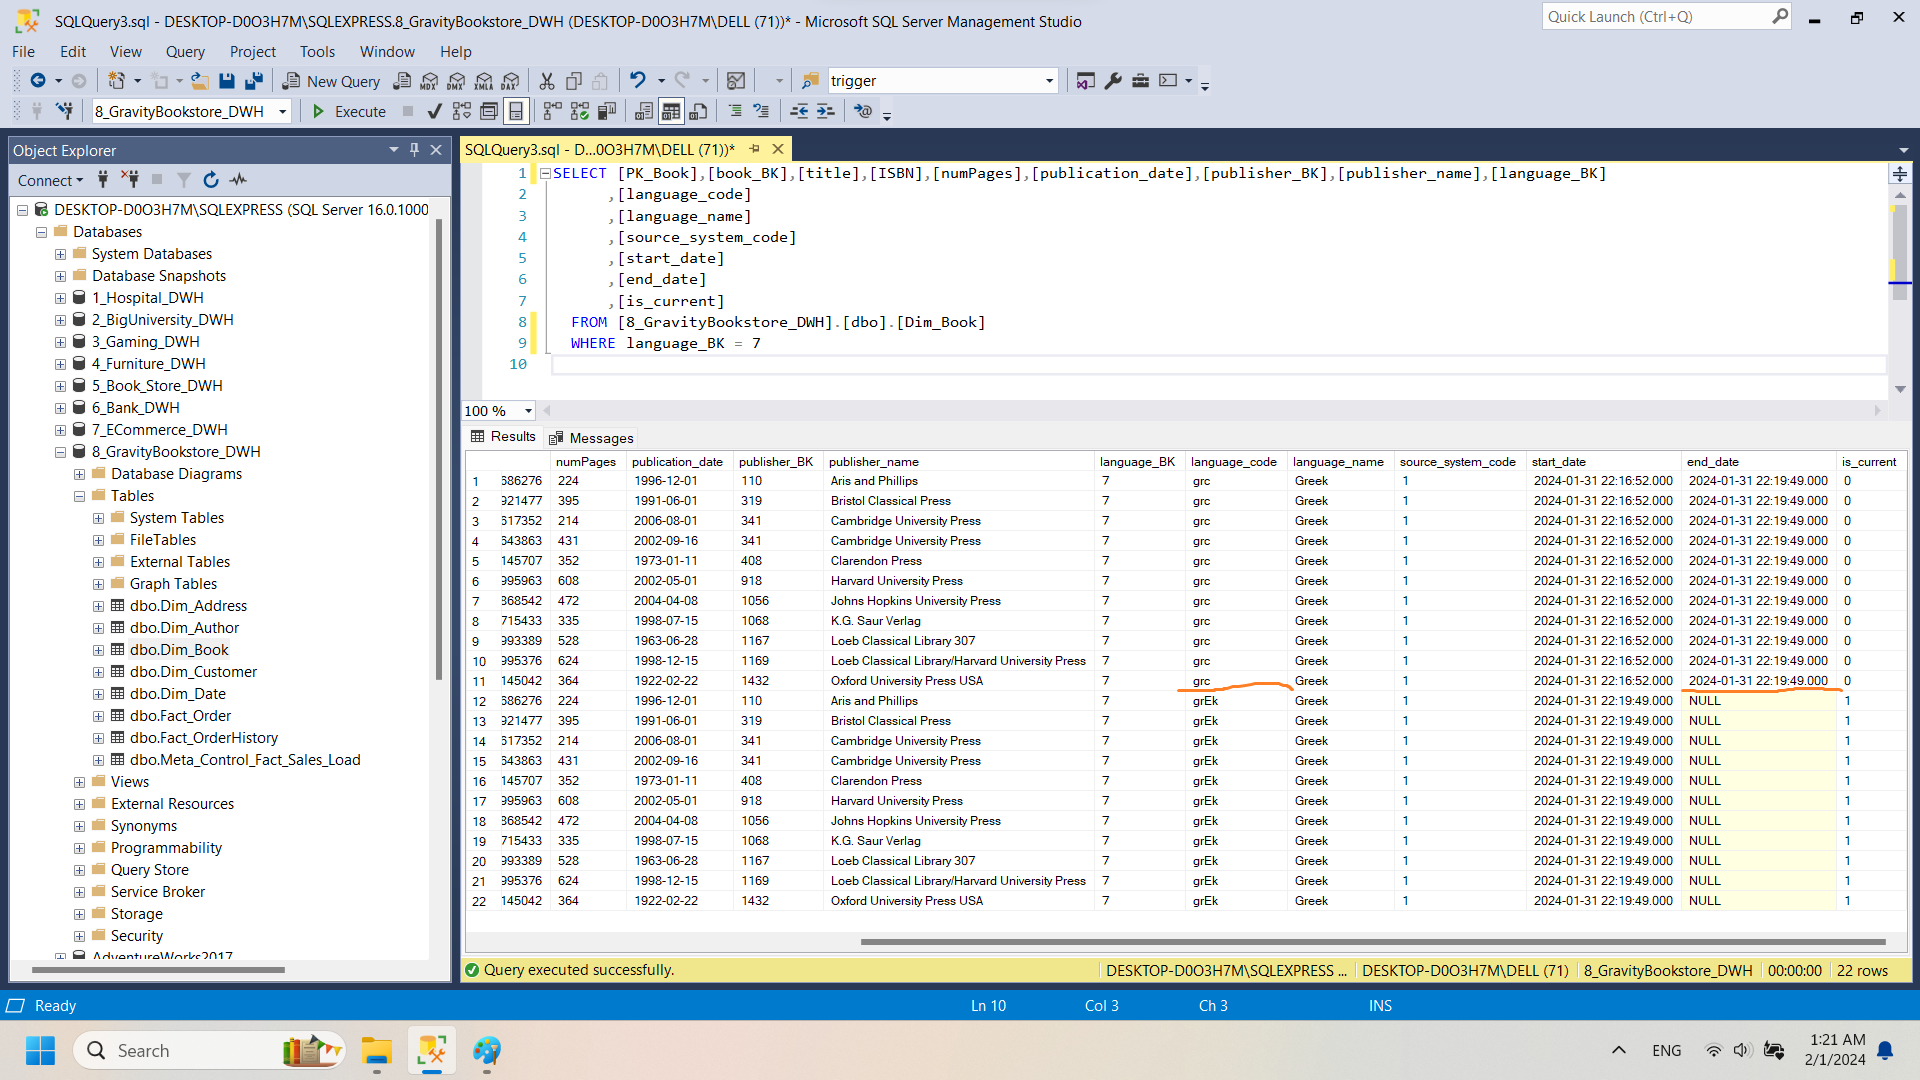 SQLQuery3.sql - DESKTOP-D0O3H7M\SQLEXPRESS.8_GravityBookstore_DWH (DESKTOP-D0O3H7M\DELL (71))* - Microsoft SQL Server Management Studio
Quick Launch (Ctrl+Q)
File Edit View Query Project Tools Window Help
New Query MDX DMX XMLA DAX trigger
8_GravityBookstore_DWH Execute
Object Explorer
Connect
DESKTOP-D0O3H7M\SQLEXPRESS (SQL Server 16.0.1000
Databases
System Databases
Database Snapshots
1_Hospital_DWH
2_BigUniversity_DWH
3_Gaming_DWH
4_Furniture_DWH
5_Book_Store_DWH
6_Bank_DWH
7_ECommerce_DWH
8_GravityBookstore_DWH
Database Diagrams
Tables
System Tables
FileTables
External Tables
Graph Tables
dbo.Dim_Address
dbo.Dim_Author
dbo.Dim_Book
dbo.Dim_Customer
dbo.Dim_Date
dbo.Fact_Order
dbo.Fact_OrderHistory
dbo.Meta_Control_Fact_Sales_Load
Views
External Resources
Synonyms
Programmability
Query Store
Service Broker
Storage
Security
AdventureWorks2017
SQLQuery3.sql - D...0O3H7M\DELL (71))*
1 SELECT [PK_Book],[book_BK],[title],[ISBN],[numPages],[publication_date],[publisher_BK],[publisher_name],[language_BK]
2 ,[language_code]
3 ,[language_name]
4 ,[source_system_code]
5 ,[start_date]
6 ,[end_date]
7 ,[is_current]
8 FROM [8_GravityBookstore_DWH].[dbo].[Dim_Book]
9 WHERE language_BK = 7
10
100 %
Results Messages
numPages publication_date publisher_BK publisher_name language_BK language_code language_name source_system_code start_date end_date is_current
1 686276 224 1996-12-01 110 Aris and Phillips 7 grc Greek 1 2024-01-31 22:16:52.000 2024-01-31 22:19:49.000 0
2 921477 395 1991-06-01 319 Bristol Classical Press 7 grc Greek 1 2024-01-31 22:16:52.000 2024-01-31 22:19:49.000 0
3 617352 214 2006-08-01 341 Cambridge University Press 7 grc Greek 1 2024-01-31 22:16:52.000 2024-01-31 22:19:49.000 0
4 643863 431 2002-09-16 341 Cambridge University Press 7 grc Greek 1 2024-01-31 22:16:52.000 2024-01-31 22:19:49.000 0
5 145707 352 1973-01-11 408 Clarendon Press 7 grc Greek 1 2024-01-31 22:16:52.000 2024-01-31 22:19:49.000 0
6 995963 608 2002-05-01 918 Harvard University Press 7 grc Greek 1 2024-01-31 22:16:52.000 2024-01-31 22:19:49.000 0
7 868542 472 2004-04-08 1056 Johns Hopkins University Press 7 grc Greek 1 2024-01-31 22:16:52.000 2024-01-31 22:19:49.000 0
8 715433 335 1998-07-15 1068 K.G. Saur Verlag 7 grc Greek 1 2024-01-31 22:16:52.000 2024-01-31 22:19:49.000 0
9 993389 528 1963-06-28 1167 Loeb Classical Library 307 7 grc Greek 1 2024-01-31 22:16:52.000 2024-01-31 22:19:49.000 0
10 995376 624 1998-12-15 1169 Loeb Classical Library/Harvard University Press 7 grc Greek 1 2024-01-31 22:16:52.000 2024-01-31 22:19:49.000 0
11 145042 364 1922-02-22 1432 Oxford University Press USA 7 grc Greek 1 2024-01-31 22:16:52.000 2024-01-31 22:19:49.000 0
12 686276 224 1996-12-01 110 Aris and Phillips 7 grEk Greek 1 2024-01-31 22:19:49.000 NULL 1
13 921477 395 1991-06-01 319 Bristol Classical Press 7 grEk Greek 1 2024-01-31 22:19:49.000 NULL 1
14 617352 214 2006-08-01 341 Cambridge University Press 7 grEk Greek 1 2024-01-31 22:19:49.000 NULL 1
15 643863 431 2002-09-16 341 Cambridge University Press 7 grEk Greek 1 2024-01-31 22:19:49.000 NULL 1
16 145707 352 1973-01-11 408 Clarendon Press 7 grEk Greek 1 2024-01-31 22:19:49.000 NULL 1
17 995963 608 2002-05-01 918 Harvard University Press 7 grEk Greek 1 2024-01-31 22:19:49.000 NULL 1
18 868542 472 2004-04-08 1056 Johns Hopkins University Press 7 grEk Greek 1 2024-01-31 22:19:49.000 NULL 1
19 715433 335 1998-07-15 1068 K.G. Saur Verlag 7 grEk Greek 1 2024-01-31 22:19:49.000 NULL 1
20 993389 528 1963-06-28 1167 Loeb Classical Library 307 7 grEk Greek 1 2024-01-31 22:19:49.000 NULL 1
21 995376 624 1998-12-15 1169 Loeb Classical Library/Harvard University Press 7 grEk Greek 1 2024-01-31 22:19:49.000 NULL 1
22 145042 364 1922-02-22 1432 Oxford University Press USA 7 grEk Greek 1 2024-01-31 22:19:49.000 NULL 1
Query executed successfully. DESKTOP-D0O3H7M\SQLEXPRESS ... DESKTOP-D0O3H7M\DELL (71) 8_GravityBookstore_DWH 00:00:00 22 rows
Ready Ln 10 Col 3 Ch 3 INS
Search ENG 1:21 AM
2/1/2024